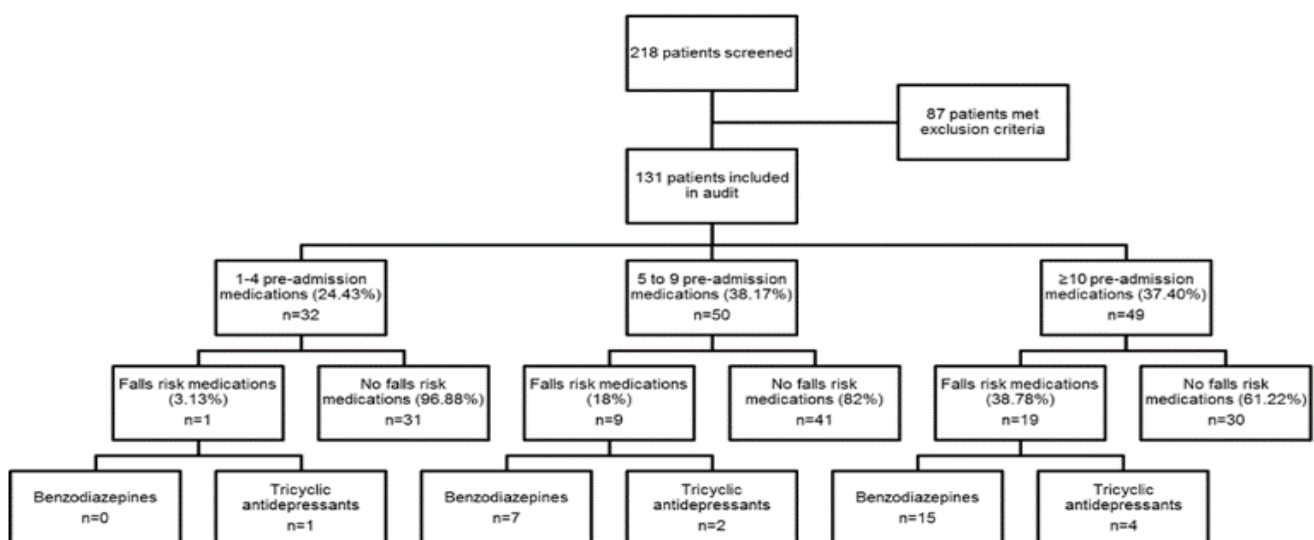 218 patients screened
87 patients met
exclusion criteria
131 patients included
in audit
1-4 pre-admission
medications (24.43%)
n=32
5 to 9 pre-admission
medications (38.17%)
n=50
≥10 pre-admission
medications (37.40%)
n=49
Falls risk medications
(3.13%)
n=1
No falls risk
medications (96.88%)
n=31
Falls risk medications
(18%)
n=9
No falls risk
medications (82%)
n=41
Falls risk medications
(38.78%)
n=19
No falls risk
medications (61.22%)
n=30
Benzodiazepines
n=0
Tricyclic
antidepressants
n=1
Benzodiazepines
n=7
Tricyclic
antidepressants
n=2
Benzodiazepines
n=15
Tricyclic
antidepressants
n=4